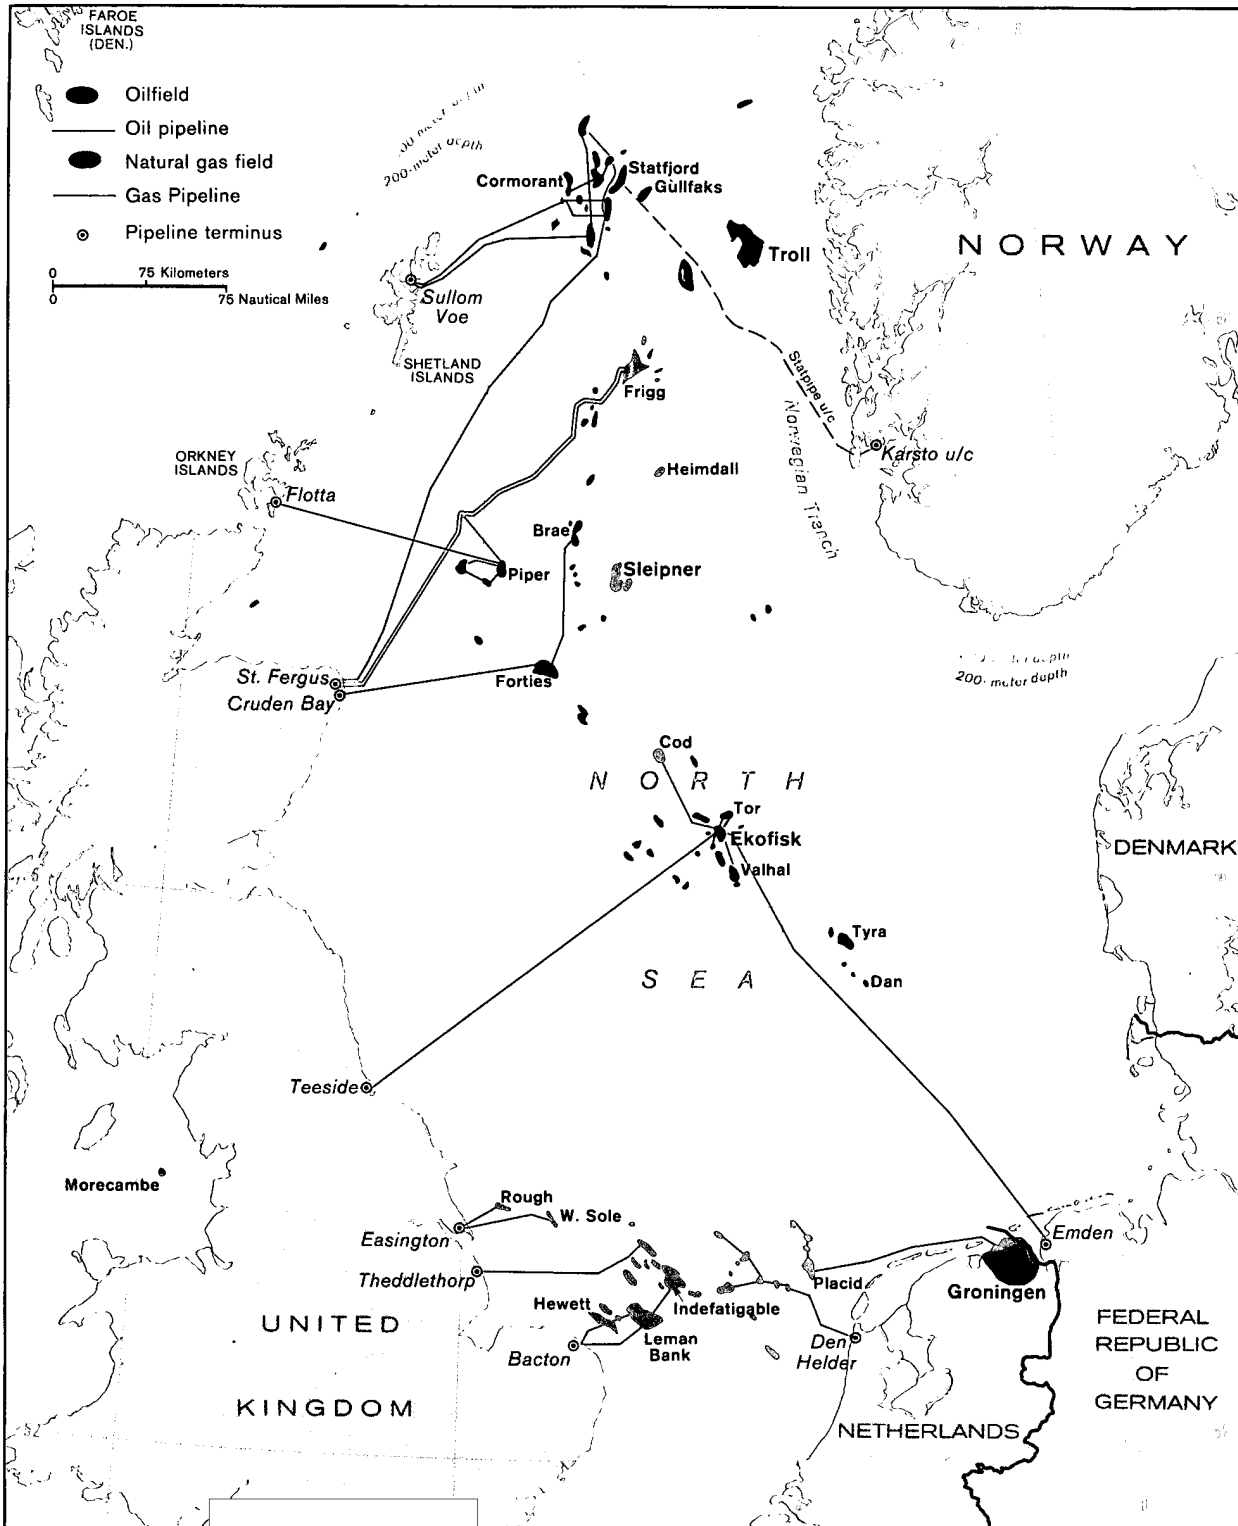 FAROE
ISLANDS
(DEN.)
Oilfield
Oil pipeline
Natural gas field
Gas Pipeline
Pipeline terminus
0 75 Kilometers
0 75 Nautical Miles
200-meter depth
Cormorant
Statfjord
Gullfaks
Troll
NORWAY
Sullom
Voe
SHETLAND
ISLANDS
Frigg
Statpipe u/c
Norwegian Trench
Karsto u/c
ORKNEY
ISLANDS
Flotta
Heimdall
Brae
Piper
Sleipner
St. Fergus
Cruden Bay
Forties
200-meter depth
Cod
NORTH
Tor
Ekofisk
Valhal
DENMARK
Tyra
SEA
Dan
Teeside
Morecambe
Rough
W. Sole
Easington
Theddlethorp
Emden
Placid
Groningen
Hewett
Indefatigable
Leman
Bank
Bacton
Den
Helder
UNITED
KINGDOM
FEDERAL
REPUBLIC
OF
GERMANY
NETHERLANDS
52